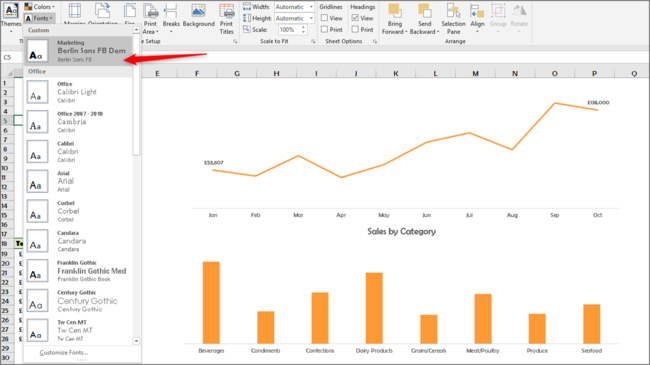 Themes
Fonts
Margins
Orientation
Size
Print
Area
Breaks
Background
Print
Titles
Width: Automatic
Height: Automatic
Scale: 100%
Gridlines
View
Print
Headings
View
Print
Bring
Forward
Send
Backward
Selection
Pane
Align
Group
Rotate
Scale to Fit
Sheet Options
Arrange
Custom
Marketing
Berlin Sans FB Dem
Berlin Sans FB
Office
Office
Calibri Light
Calibri
Office 2007 - 2010
Cambria
Calibri
Calibri
Calibri
Calibri
Arial
Arial
Arial
Corbel
Corbel
Corbel
Candara
Candara
Candara
Franklin Gothic
Franklin Gothic Med
Franklin Gothic Book
Century Gothic
Century Gothic
Century Gothic
Tw Cen MT
Tw Cen MT
Tw Cen MT
Customize Fonts...
C5
E F G H I J K L M N O P Q
£53,607
£138,000
Jan Feb Mar Apr May Jun Jul Aug Sep Oct
Sales by Category
Beverages Condiments Confections Dairy Products Grains/Cereals Meat/Poultry Produce Seafood